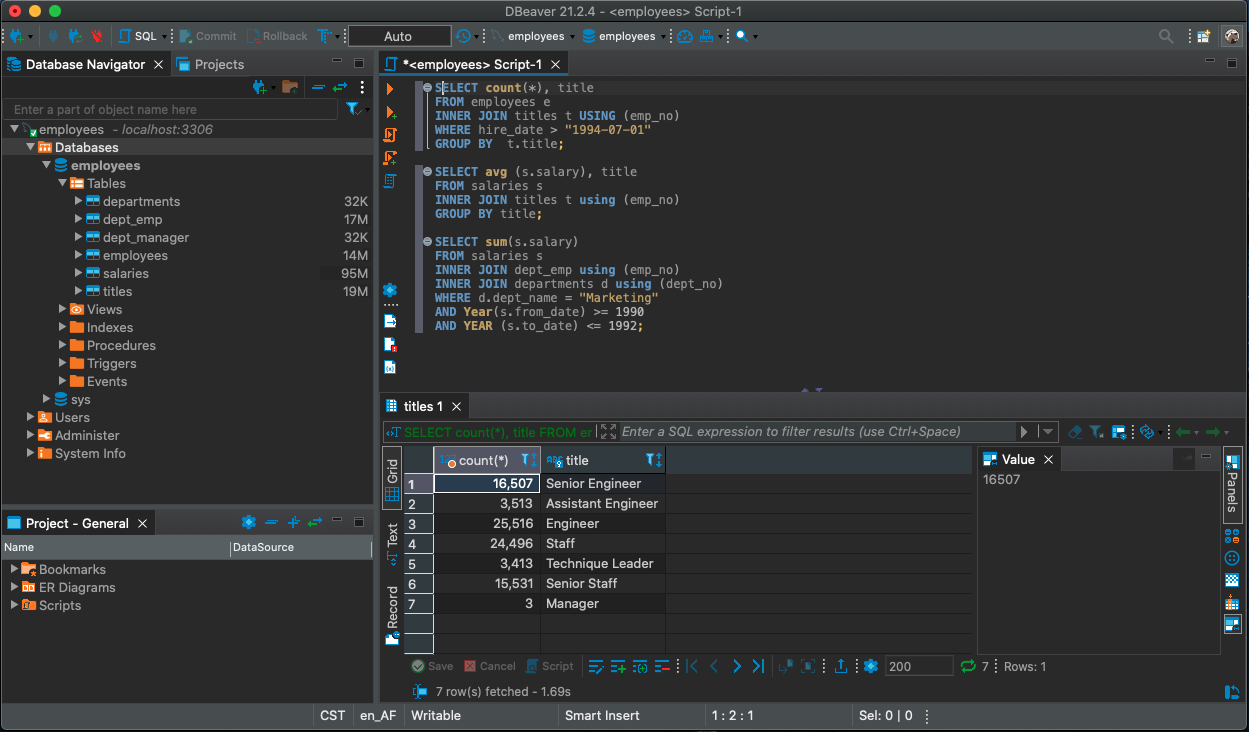 DBeaver 21.2.4 - <employees> Script-1
SQL Commit Rollback Auto employees employees
Database Navigator Projects
Enter a part of object name here
employees - localhost:3306
Databases
employees
Tables
departments 32K
dept_emp 17M
dept_manager 32K
employees 14M
salaries 95M
titles 19M
Views
Indexes
Procedures
Triggers
Events
sys
Users
Administer
System Info
Project - General
Name DataSource
Bookmarks
ER Diagrams
Scripts
*<employees> Script-1
SELECT count(*), title
FROM employees e
INNER JOIN titles t USING (emp_no)
WHERE hire_date > "1994-07-01"
GROUP BY  t.title;
SELECT avg (s.salary), title
FROM salaries s
INNER JOIN titles t using (emp_no)
GROUP BY title;
SELECT sum(s.salary)
FROM salaries s
INNER JOIN dept_emp using (emp_no)
INNER JOIN departments d using (dept_no)
WHERE d.dept_name = "Marketing"
AND Year(s.from_date) >= 1990
AND YEAR (s.to_date) <= 1992;
titles 1
SELECT count(*), title FROM er Enter a SQL expression to filter results (use Ctrl+Space)
Grid
Text
Record
count(*) title
1 16,507 Senior Engineer
2 3,513 Assistant Engineer
3 25,516 Engineer
4 24,496 Staff
5 3,413 Technique Leader
6 15,531 Senior Staff
7 3 Manager
Value
16507
Panels
Save Cancel Script 200 7 Rows: 1
7 row(s) fetched - 1.69s
CST en_AF Writable Smart Insert 1 : 2 : 1 Sel: 0 | 0